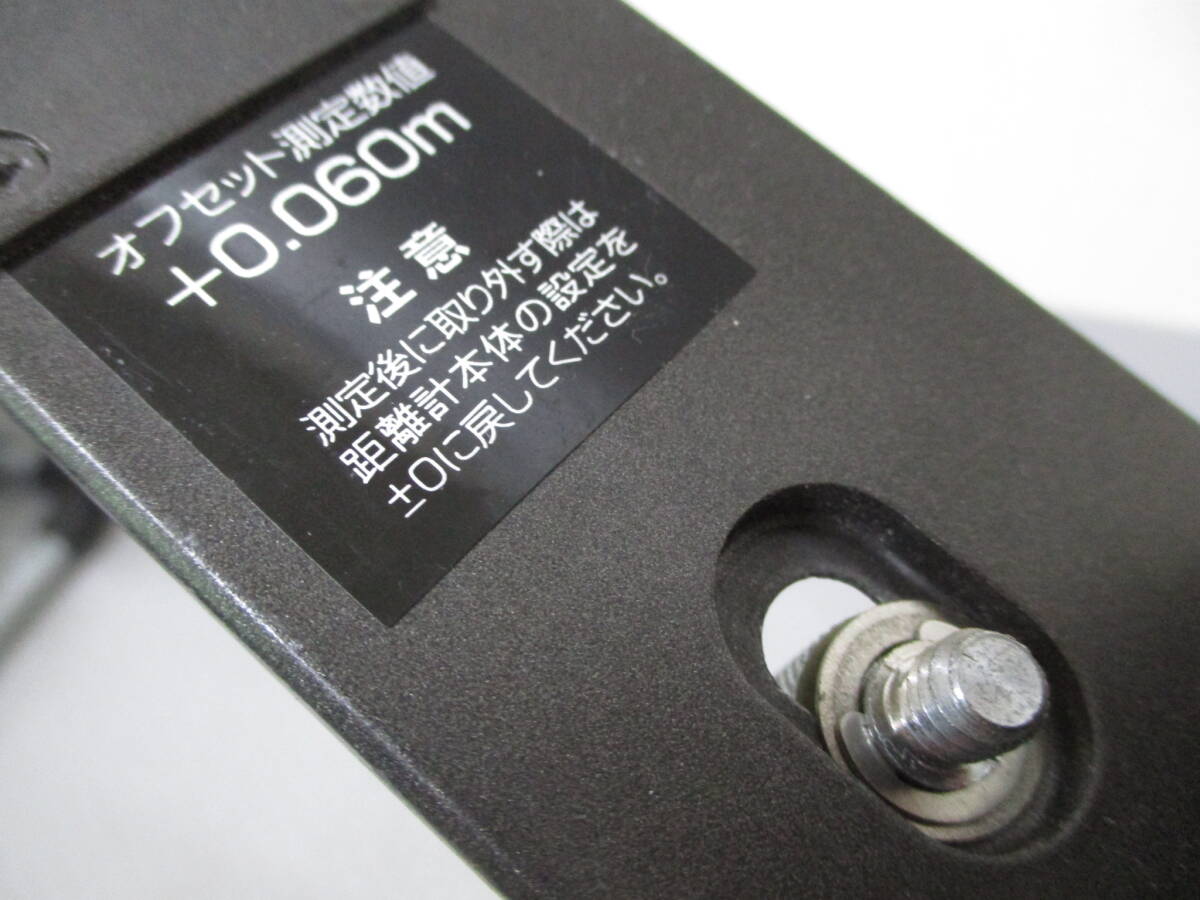 オフセット測定数値
+0.060m
注意
測定後に取り外す際は
距離計本体の設定を
±0に戻してください。